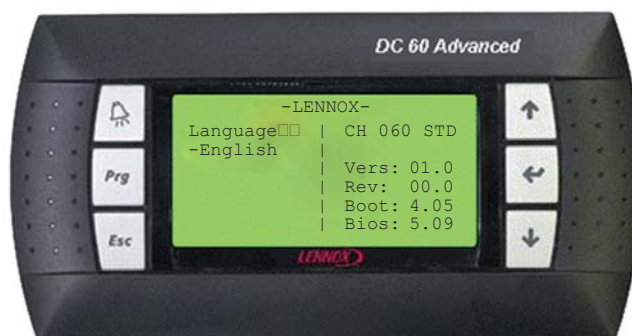 DC 60 Advanced
-LENNOX-
Language□□ | CH 060 STD
-English |
| Vers: 01.0
Prg
| Rev: 00.0
| Boot: 4.05
Esc
| Bios: 5.09
LENNOX